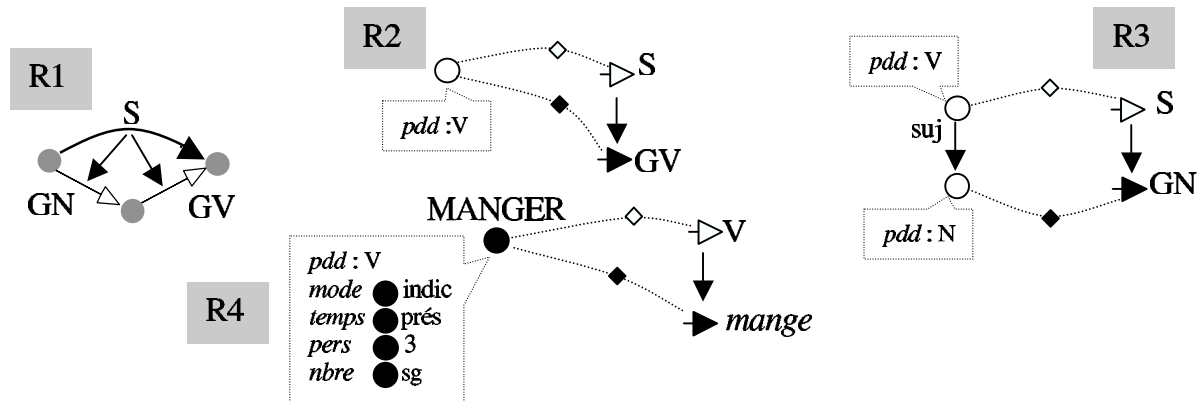 R1
S
GN
GV
R2
S
pdd :V
GV
R3
pdd : V
S
suj
GN
pdd : N
R4
MANGER
V
pdd : V
mode indic
temps prés
pers 3
nbre sg
mange